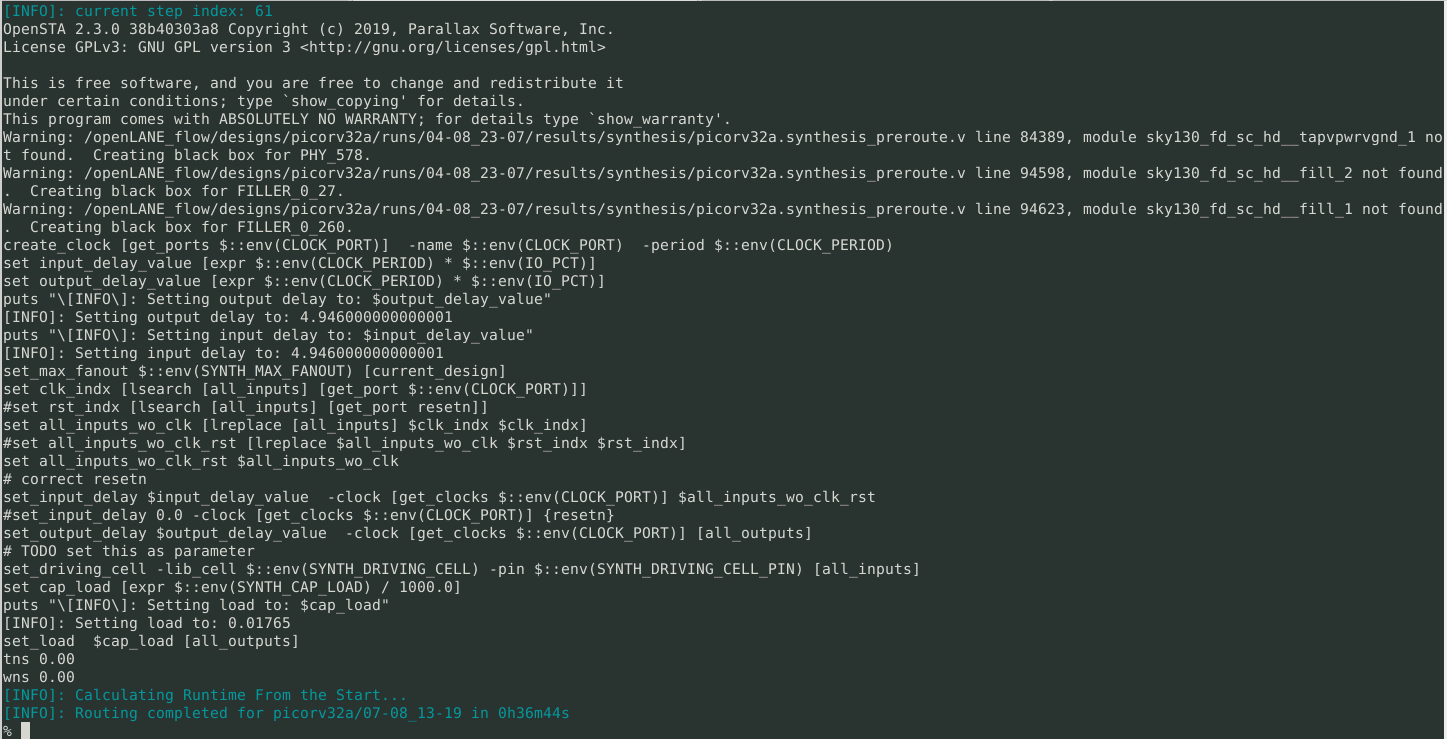 [INFO]: current step index: 61
OpenSTA 2.3.0 38b40303a8 Copyright (c) 2019, Parallax Software, Inc.
License GPLv3: GNU GPL version 3 <http://gnu.org/licenses/gpl.html>
This is free software, and you are free to change and redistribute it
under certain conditions; type `show_copying' for details.
This program comes with ABSOLUTELY NO WARRANTY; for details type `show_warranty'.
Warning: /openLANE_flow/designs/picorv32a/runs/04-08_23-07/results/synthesis/picorv32a.synthesis_preroute.v line 84389, module sky130_fd_sc_hd__tapvpwrvgnd_1 no
t found.  Creating black box for PHY_578.
Warning: /openLANE_flow/designs/picorv32a/runs/04-08_23-07/results/synthesis/picorv32a.synthesis_preroute.v line 94598, module sky130_fd_sc_hd__fill_2 not found
.  Creating black box for FILLER_0_27.
Warning: /openLANE_flow/designs/picorv32a/runs/04-08_23-07/results/synthesis/picorv32a.synthesis_preroute.v line 94623, module sky130_fd_sc_hd__fill_1 not found
.  Creating black box for FILLER_0_260.
create_clock [get_ports $::env(CLOCK_PORT)]  -name $::env(CLOCK_PORT)  -period $::env(CLOCK_PERIOD)
set input_delay_value [expr $::env(CLOCK_PERIOD) * $::env(IO_PCT)]
set output_delay_value [expr $::env(CLOCK_PERIOD) * $::env(IO_PCT)]
puts "\[INFO\]: Setting output delay to: $output_delay_value"
[INFO]: Setting output delay to: 4.946000000000001
puts "\[INFO\]: Setting input delay to: $input_delay_value"
[INFO]: Setting input delay to: 4.946000000000001
set_max_fanout $::env(SYNTH_MAX_FANOUT) [current_design]
set clk_indx [lsearch [all_inputs] [get_port $::env(CLOCK_PORT)]]
#set rst_indx [lsearch [all_inputs] [get_port resetn]]
set all_inputs_wo_clk [lreplace [all_inputs] $clk_indx $clk_indx]
#set all_inputs_wo_clk_rst [lreplace $all_inputs_wo_clk $rst_indx $rst_indx]
set all_inputs_wo_clk_rst $all_inputs_wo_clk
# correct resetn
set_input_delay $input_delay_value  -clock [get_clocks $::env(CLOCK_PORT)] $all_inputs_wo_clk_rst
#set_input_delay 0.0 -clock [get_clocks $::env(CLOCK_PORT)] {resetn}
set_output_delay $output_delay_value  -clock [get_clocks $::env(CLOCK_PORT)] [all_outputs]
# TODO set this as parameter
set_driving_cell -lib_cell $::env(SYNTH_DRIVING_CELL) -pin $::env(SYNTH_DRIVING_CELL_PIN) [all_inputs]
set cap_load [expr $::env(SYNTH_CAP_LOAD) / 1000.0]
puts "\[INFO\]: Setting load to: $cap_load"
[INFO]: Setting load to: 0.01765
set_load  $cap_load [all_outputs]
tns 0.00
wns 0.00
[INFO]: Calculating Runtime From the Start...
[INFO]: Routing completed for picorv32a/07-08_13-19 in 0h36m44s
%